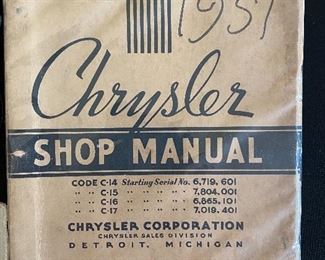 1937
Chrysler
SHOP MANUAL
CODE C-14 Starting Serial No. 6,719,601
" " C-15 " " " " " " 7,804,001
" " C-16 " " " " " " 6,865,101
" " C-17 " " " " " " 7,019,401
CHRYSLER CORPORATION
CHRYSLER SALES DIVISION
DETROIT, MICHIGAN